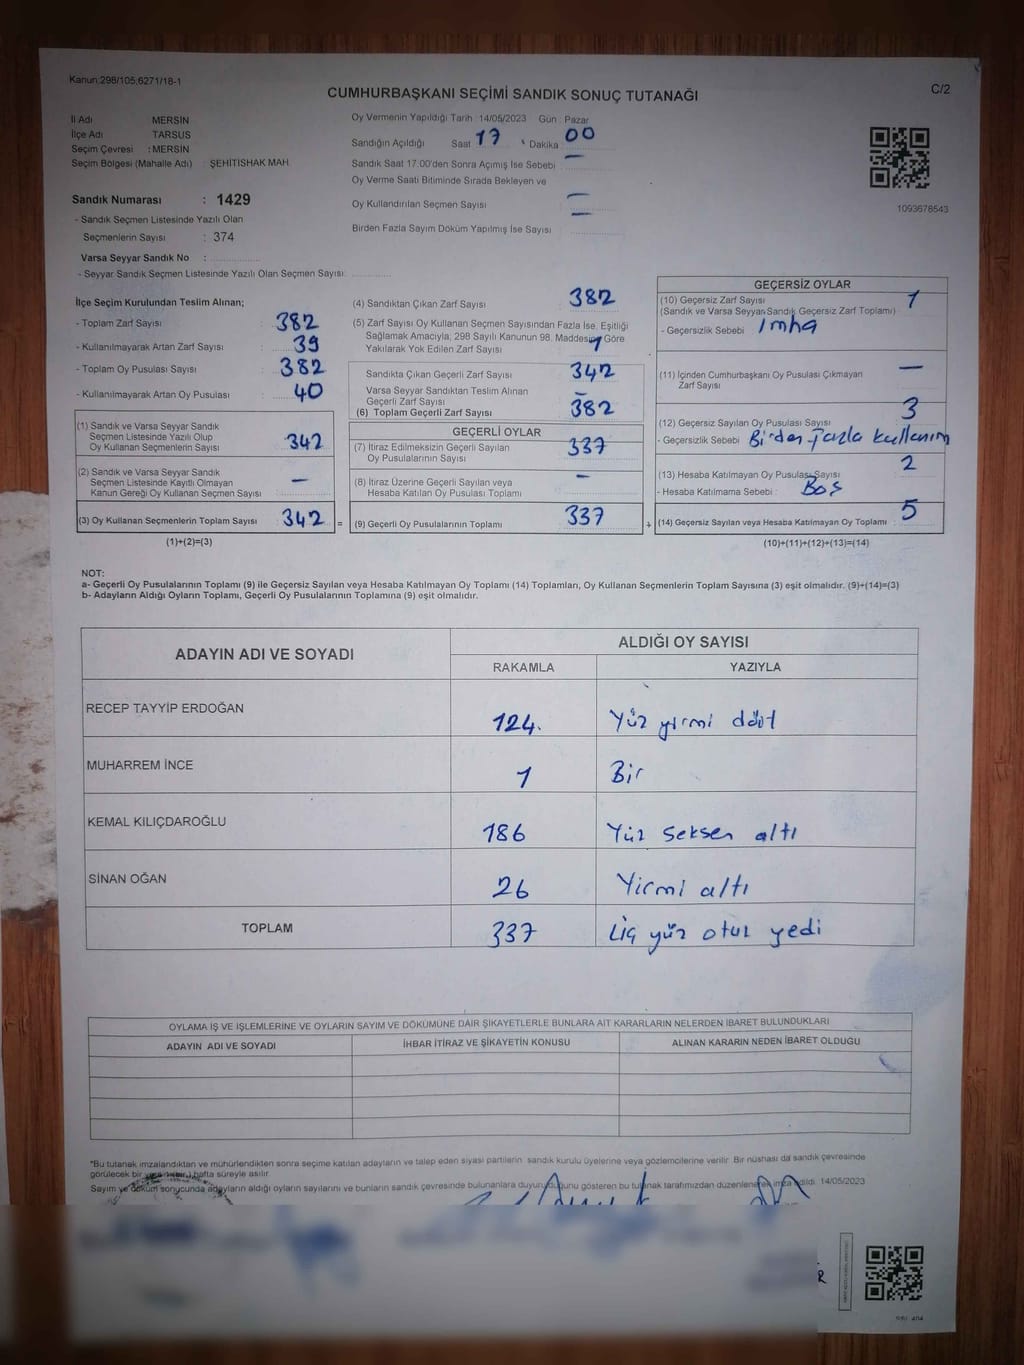 Kanun;298/105;6271/18-1
C/2
CUMHURBAŞKANI SEÇİMİ SANDIK SONUÇ TUTANAĞI
İl Adı MERSİN
İlçe Adı TARSUS
Seçim Çevresi : MERSİN
Seçim Bölgesi (Mahalle Adı) : ŞEHİTİSHAK MAH.
Sandık Numarası : 1429
- Sandık Seçmen Listesinde Yazılı Olan
Seçmenlerin Sayısı : 374
Varsa Seyyar Sandık No :
- Seyyar Sandık Seçmen Listesinde Yazılı Olan Seçmen Sayısı:
Oy Vermenin Yapıldığı Tarih 14/05/2023 Gün : Pazar
Sandığın Açıldığı Saat 17 Dakika 00
Sandık Saat 17:00'den Sonra Açımış İse Sebebi : —
Oy Verme Saati Bitiminde Sırada Bekleyen ve
Oy Kullandırılan Seçmen Sayısı —
Birden Fazla Sayım Döküm Yapılmış İse Sayısı —
1093678543
İlçe Seçim Kurulundan Teslim Alınan;
- Toplam Zarf Sayısı : 382
- Kullanılmayarak Artan Zarf Sayısı : 39
- Toplam Oy Pusulası Sayısı : 382
- Kullanılmayarak Artan Oy Pusulası : 40
(1) Sandık ve Varsa Seyyar Sandık
Seçmen Listesinde Yazılı Olup
Oy Kullanan Seçmenlerin Sayısı 342
(2) Sandık ve Varsa Seyyar Sandık
Seçmen Listesinde Kayıtlı Olmayan
Kanun Gereği Oy Kullanan Seçmen Sayısı —
(3) Oy Kullanan Seçmenlerin Toplam Sayısı 342 =
(1)+(2)=(3)
(4) Sandıktan Çıkan Zarf Sayısı 382
(5) Zarf Sayısı Oy Kullanan Seçmen Sayısından Fazla İse, Eşitliği
Sağlamak Amacıyla, 298 Sayılı Kanunun 98. Maddesine Göre
Yakılarak Yok Edilen Zarf Sayısı 1
Sandıkta Çıkan Geçerli Zarf Sayısı 342
Varsa Seyyar Sandıktan Teslim Alınan
Geçerli Zarf Sayısı —
(6) Toplam Geçerli Zarf Sayısı 382
GEÇERLİ OYLAR
(7) İtiraz Edilmeksizin Geçerli Sayılan
Oy Pusulalarının Sayısı 337
(8) İtiraz Üzerine Geçerli Sayılan veya
Hesaba Katılan Oy Pusulası Toplamı —
(9) Geçerli Oy Pusulalarının Toplamı 337 +
GEÇERSİZ OYLAR
(10) Geçersiz Zarf Sayısı 1
(Sandık ve Varsa Seyyar Sandık Geçersiz Zarf Toplamı)
- Geçersizlik Sebebi : Imha
(11) İçinden Cumhurbaşkanı Oy Pusulası Çıkmayan
Zarf Sayısı —
(12) Geçersiz Sayılan Oy Pusulası Sayısı 3
- Geçersizlik Sebebi Birden fazla kullanım
(13) Hesaba Katılmayan Oy Pusulası Sayısı 2
- Hesaba Katılmama Sebebi : Boş
(14) Geçersiz Sayılan veya Hesaba Katılmayan Oy Toplamı : 5
(10)+(11)+(12)+(13)=(14)
NOT:
a- Geçerli Oy Pusulalarının Toplamı (9) ile Geçersiz Sayılan veya Hesaba Katılmayan Oy Toplamı (14) Toplamları, Oy Kullanan Seçmenlerin Toplam Sayısına (3) eşit olmalıdır. (9)+(14)=(3)
b- Adayların Aldığı Oyların Toplamı, Geçerli Oy Pusulalarının Toplamına (9) eşit olmalıdır.
ADAYIN ADI VE SOYADI ALDIĞI OY SAYISI
RAKAMLA YAZIYLA
RECEP TAYYİP ERDOĞAN 124. Yüz yirmi dört
MUHARREM İNCE 1 Bir
KEMAL KILIÇDAROĞLU 186 Yüz seksen altı
SİNAN OĞAN 26 Yirmi altı
TOPLAM 337 yüz otuz yedi
OYLAMA İŞ VE İŞLEMLERİNE VE OYLARIN SAYIM VE DÖKÜMÜNE DAİR ŞİKAYETLERLE BUNLARA AİT KARARLARIN NELERDEN İBARET BULUNDUKLARI
ADAYIN ADI VE SOYADI İHBAR İTİRAZ VE ŞİKAYETİN KONUSU ALINAN KARARIN NEDEN İBARET OLDUĞU
*Bu tutanak imzalandıktan ve mühürlendikten sonra seçime katılan adayların ve talep eden siyasi partilerin sandık kurulu üyelerine veya gözlemcilerine verilir. Bir nüshası da sandık çevresinde
görülecek bir hafta süreyle asılır.
Sayım ve döküm sonucunda adayların aldığı oyların sayılarını ve bunların sandık çevresinde bulunanlara duyurulduğunu gösteren bu tutanak tarafımızdan düzenlenerek imza edildi. 14/05/2023